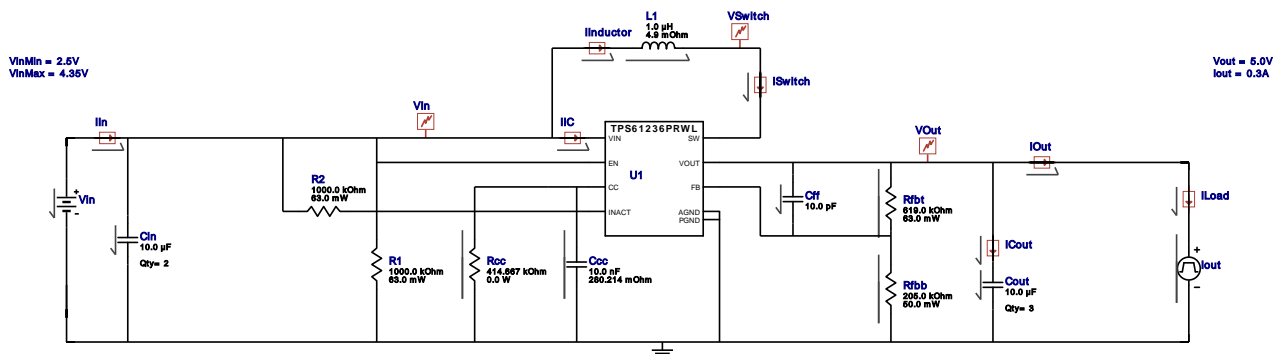 L1
1.0 µH
4.9 mOhm
VSwitch
IInductor
ISwitch
VinMin = 2.5V
VinMax = 4.35V
Vout = 5.0V
Iout = 0.3A
IIn
Vin
IIC
TPS61236PRWL
VIN
SW
EN
VOUT
U1
CC
FB
INACT
AGND
PGND
VOut
IOut
R2
1000.0 kOhm
63.0 mW
Cff
10.0 pF
Rfbt
619.0 kOhm
63.0 mW
ILoad
Vin
+
-
Cin
10.0 µF
Qty= 2
R1
1000.0 kOhm
63.0 mW
Rcc
414.667 kOhm
0.0 W
Ccc
10.0 nF
280.214 mOhm
ICout
Rfbb
205.0 kOhm
50.0 mW
Cout
10.0 µF
Qty= 3
+
Iout
-